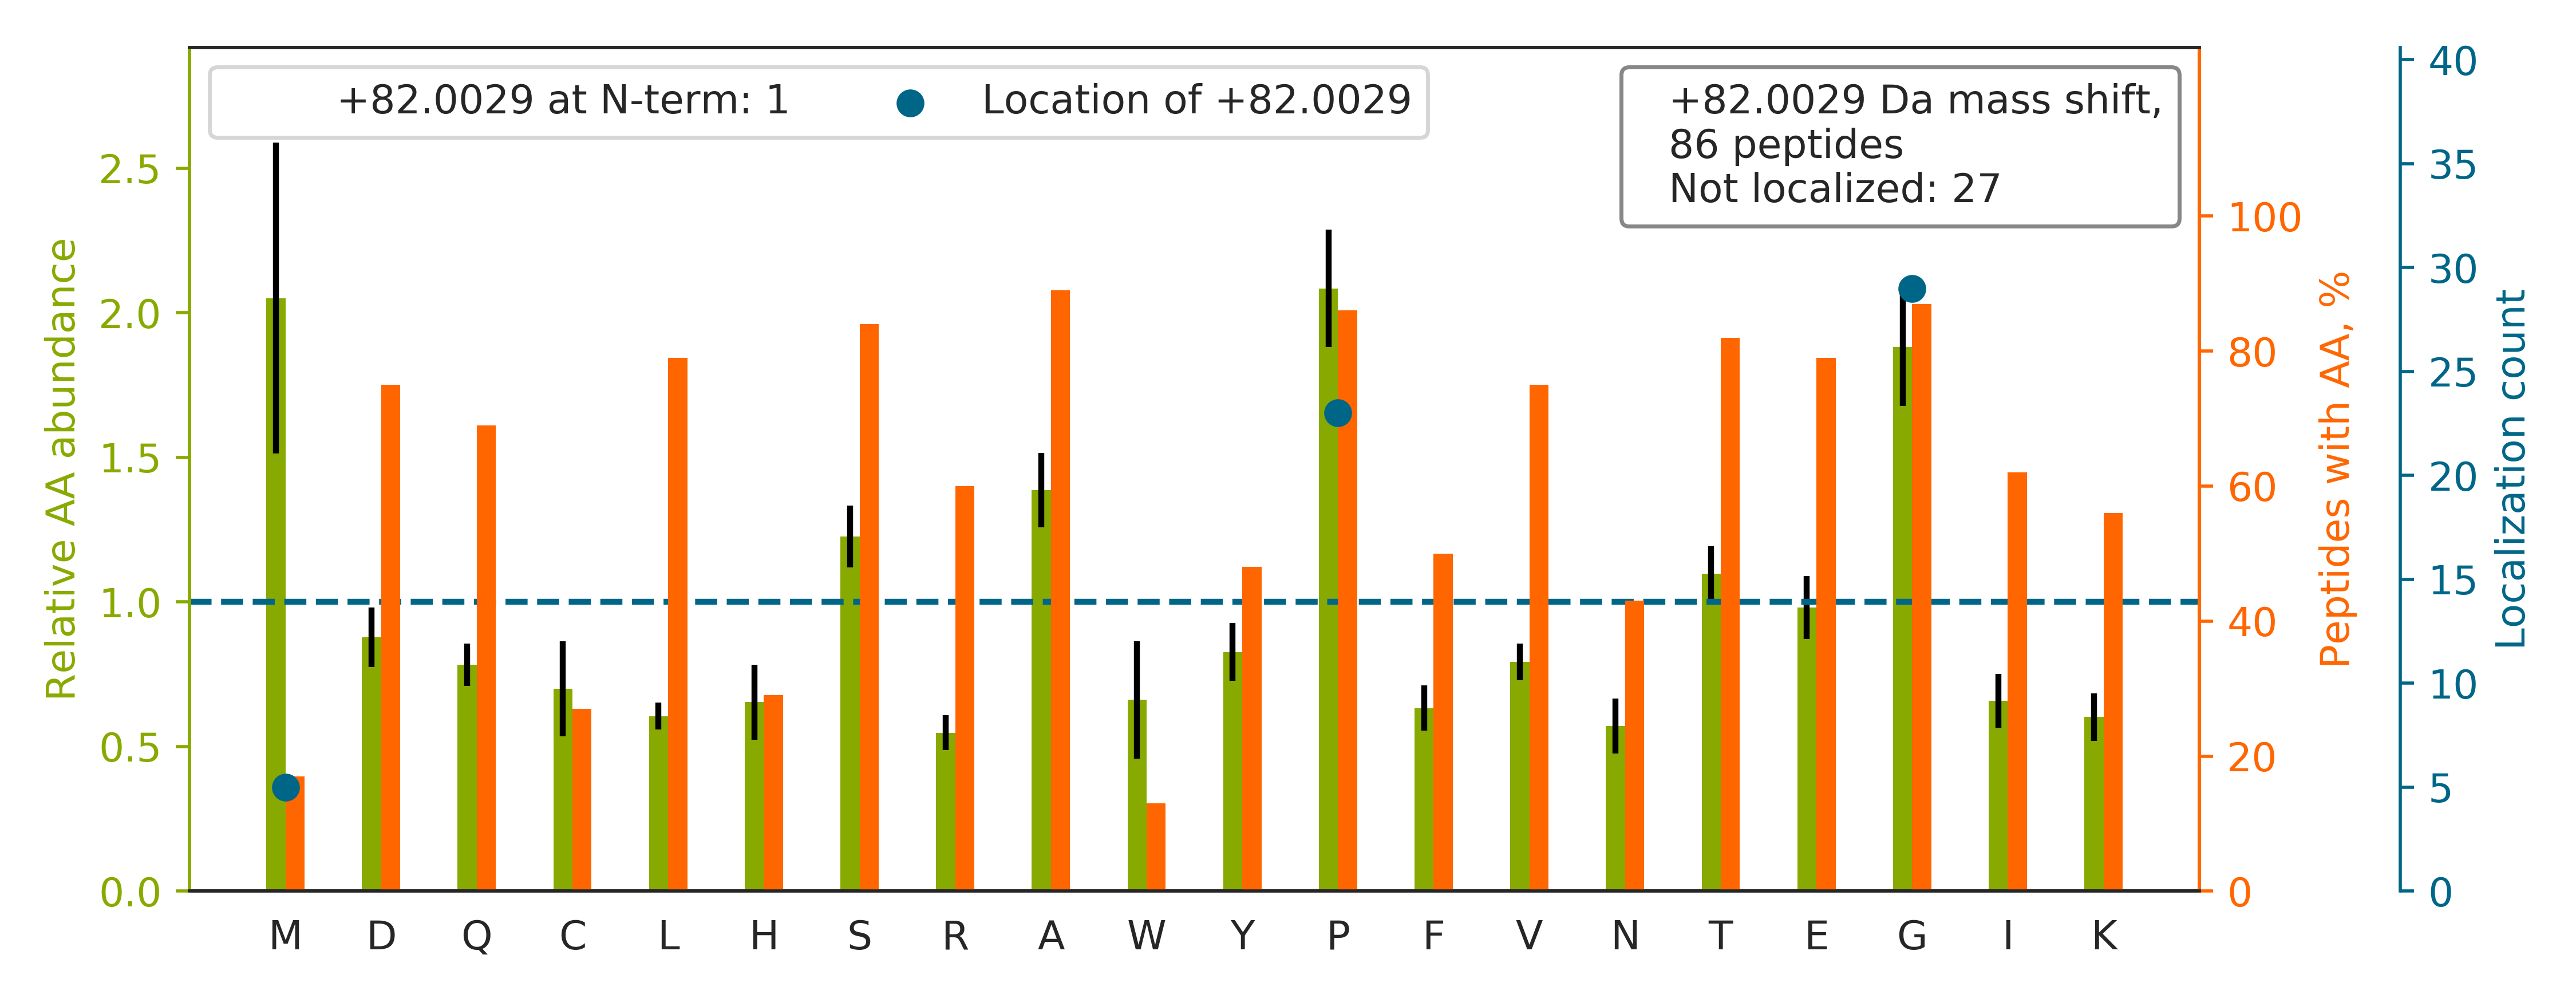 +82.0029 at N-term: 1
Location of +82.0029
+82.0029 Da mass shift,
86 peptides
Not localized: 27
Relative AA abundance
2.5
2.0
1.5
1.0
0.5
0.0
M D Q C L H S R A W Y P F V N T E G I K
100
80
60
40
20
0
Peptides with AA, %
40
35
30
25
20
15
10
5
0
Localization count